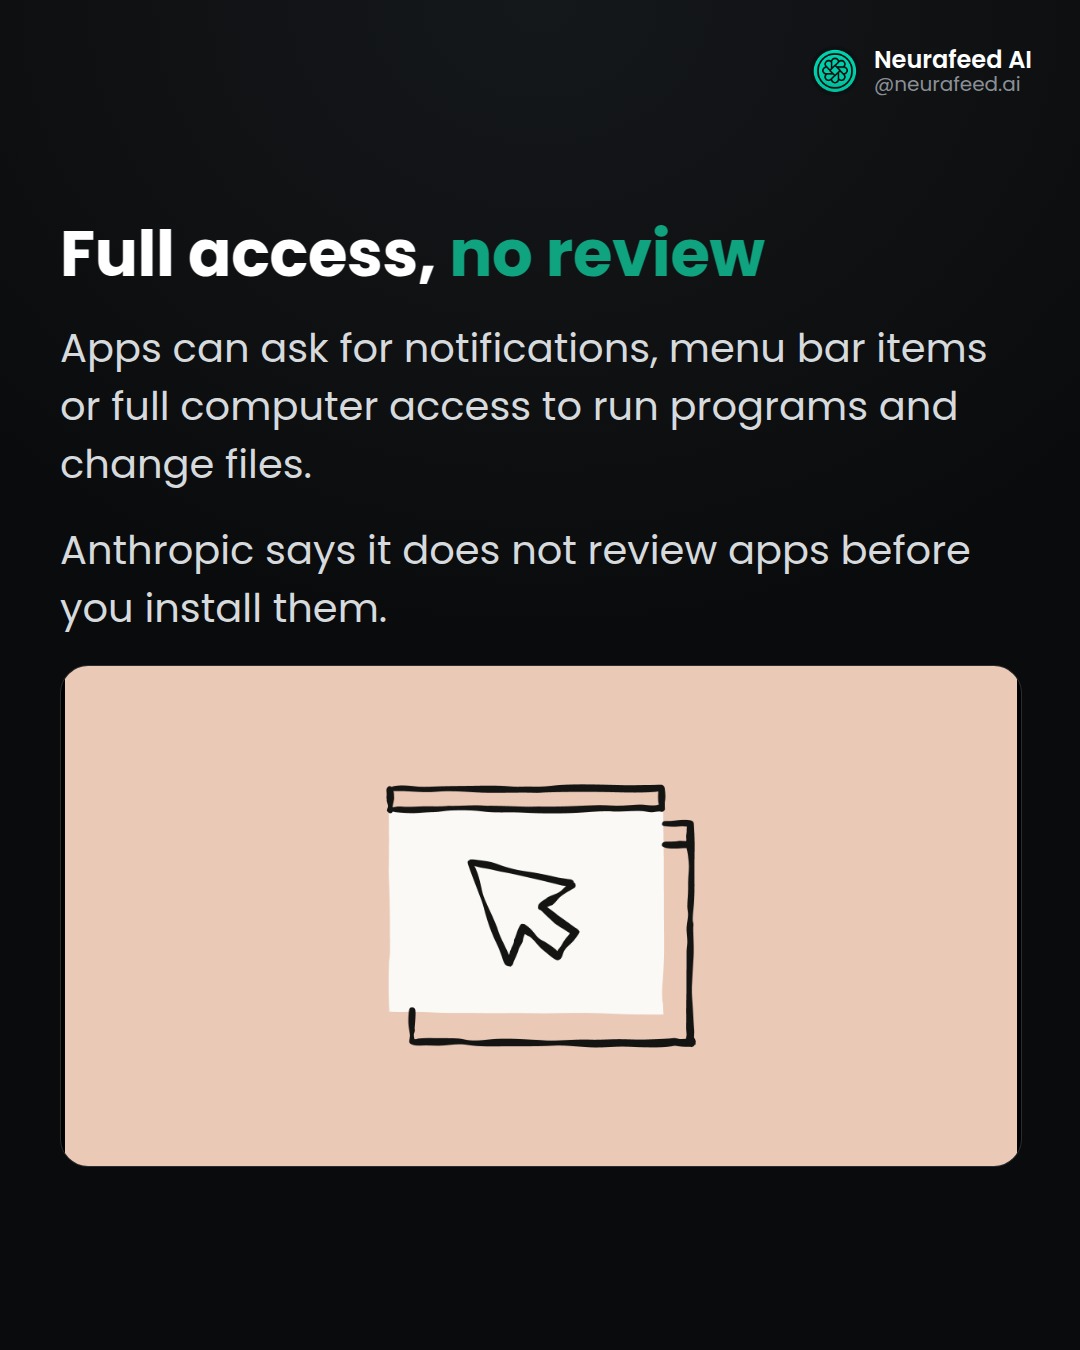 Neurafeed AI
@neurafeed.ai
Full access, no review
Apps can ask for notifications, menu bar items
or full computer access to run programs and
change files.
Anthropic says it does not review apps before
you install them.